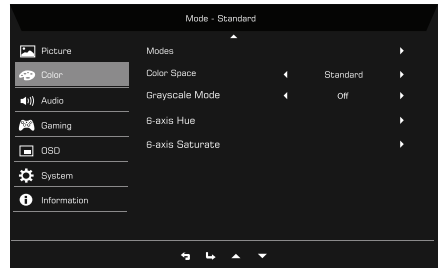 Mode - Standard
Picture
Color
Audio
Gaming
OSD
System
Information
Modes
Color Space Standard
Grayscale Mode Off
6-axis Hue
6-axis Saturate